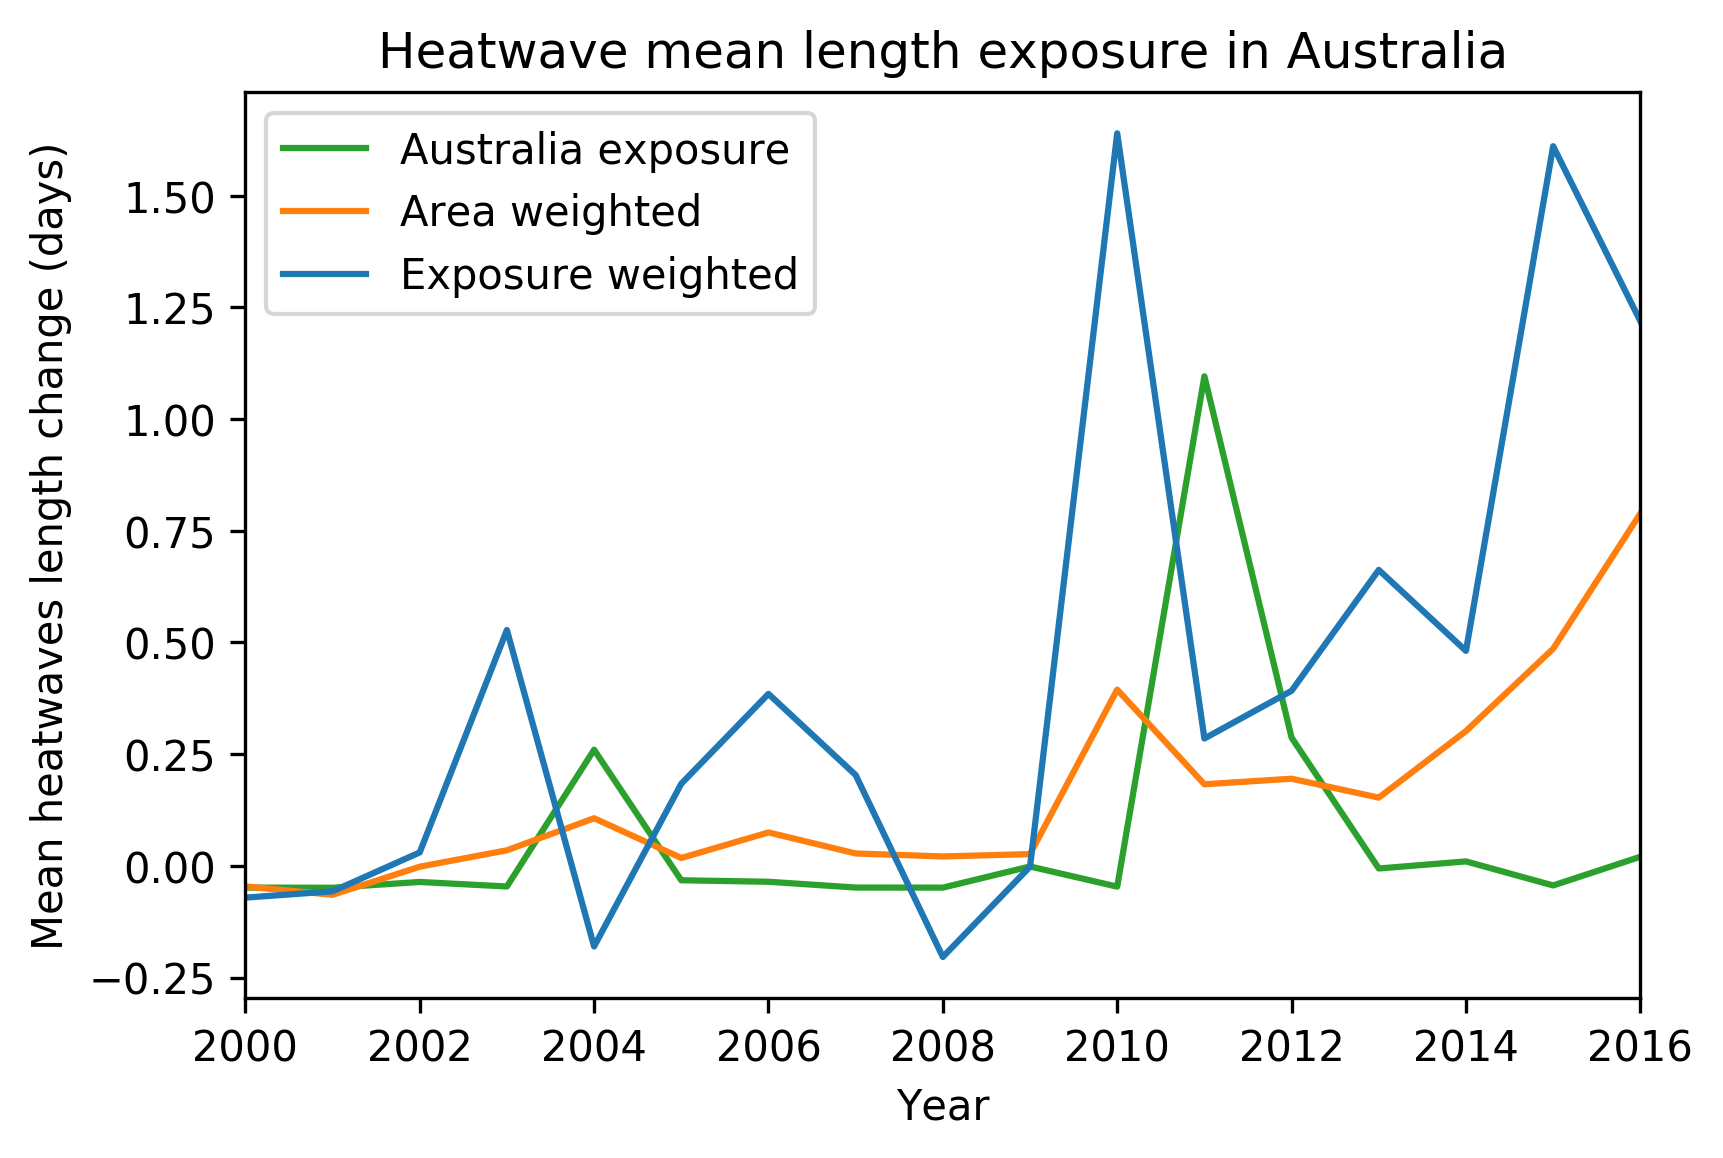 Heatwave mean length exposure in Australia
Australia exposure
Area weighted
Exposure weighted
Mean heatwaves length change (days)
1.50
1.25
1.00
0.75
0.50
0.25
0.00
−0.25
2000 2002 2004 2006 2008 2010 2012 2014 2016
Year